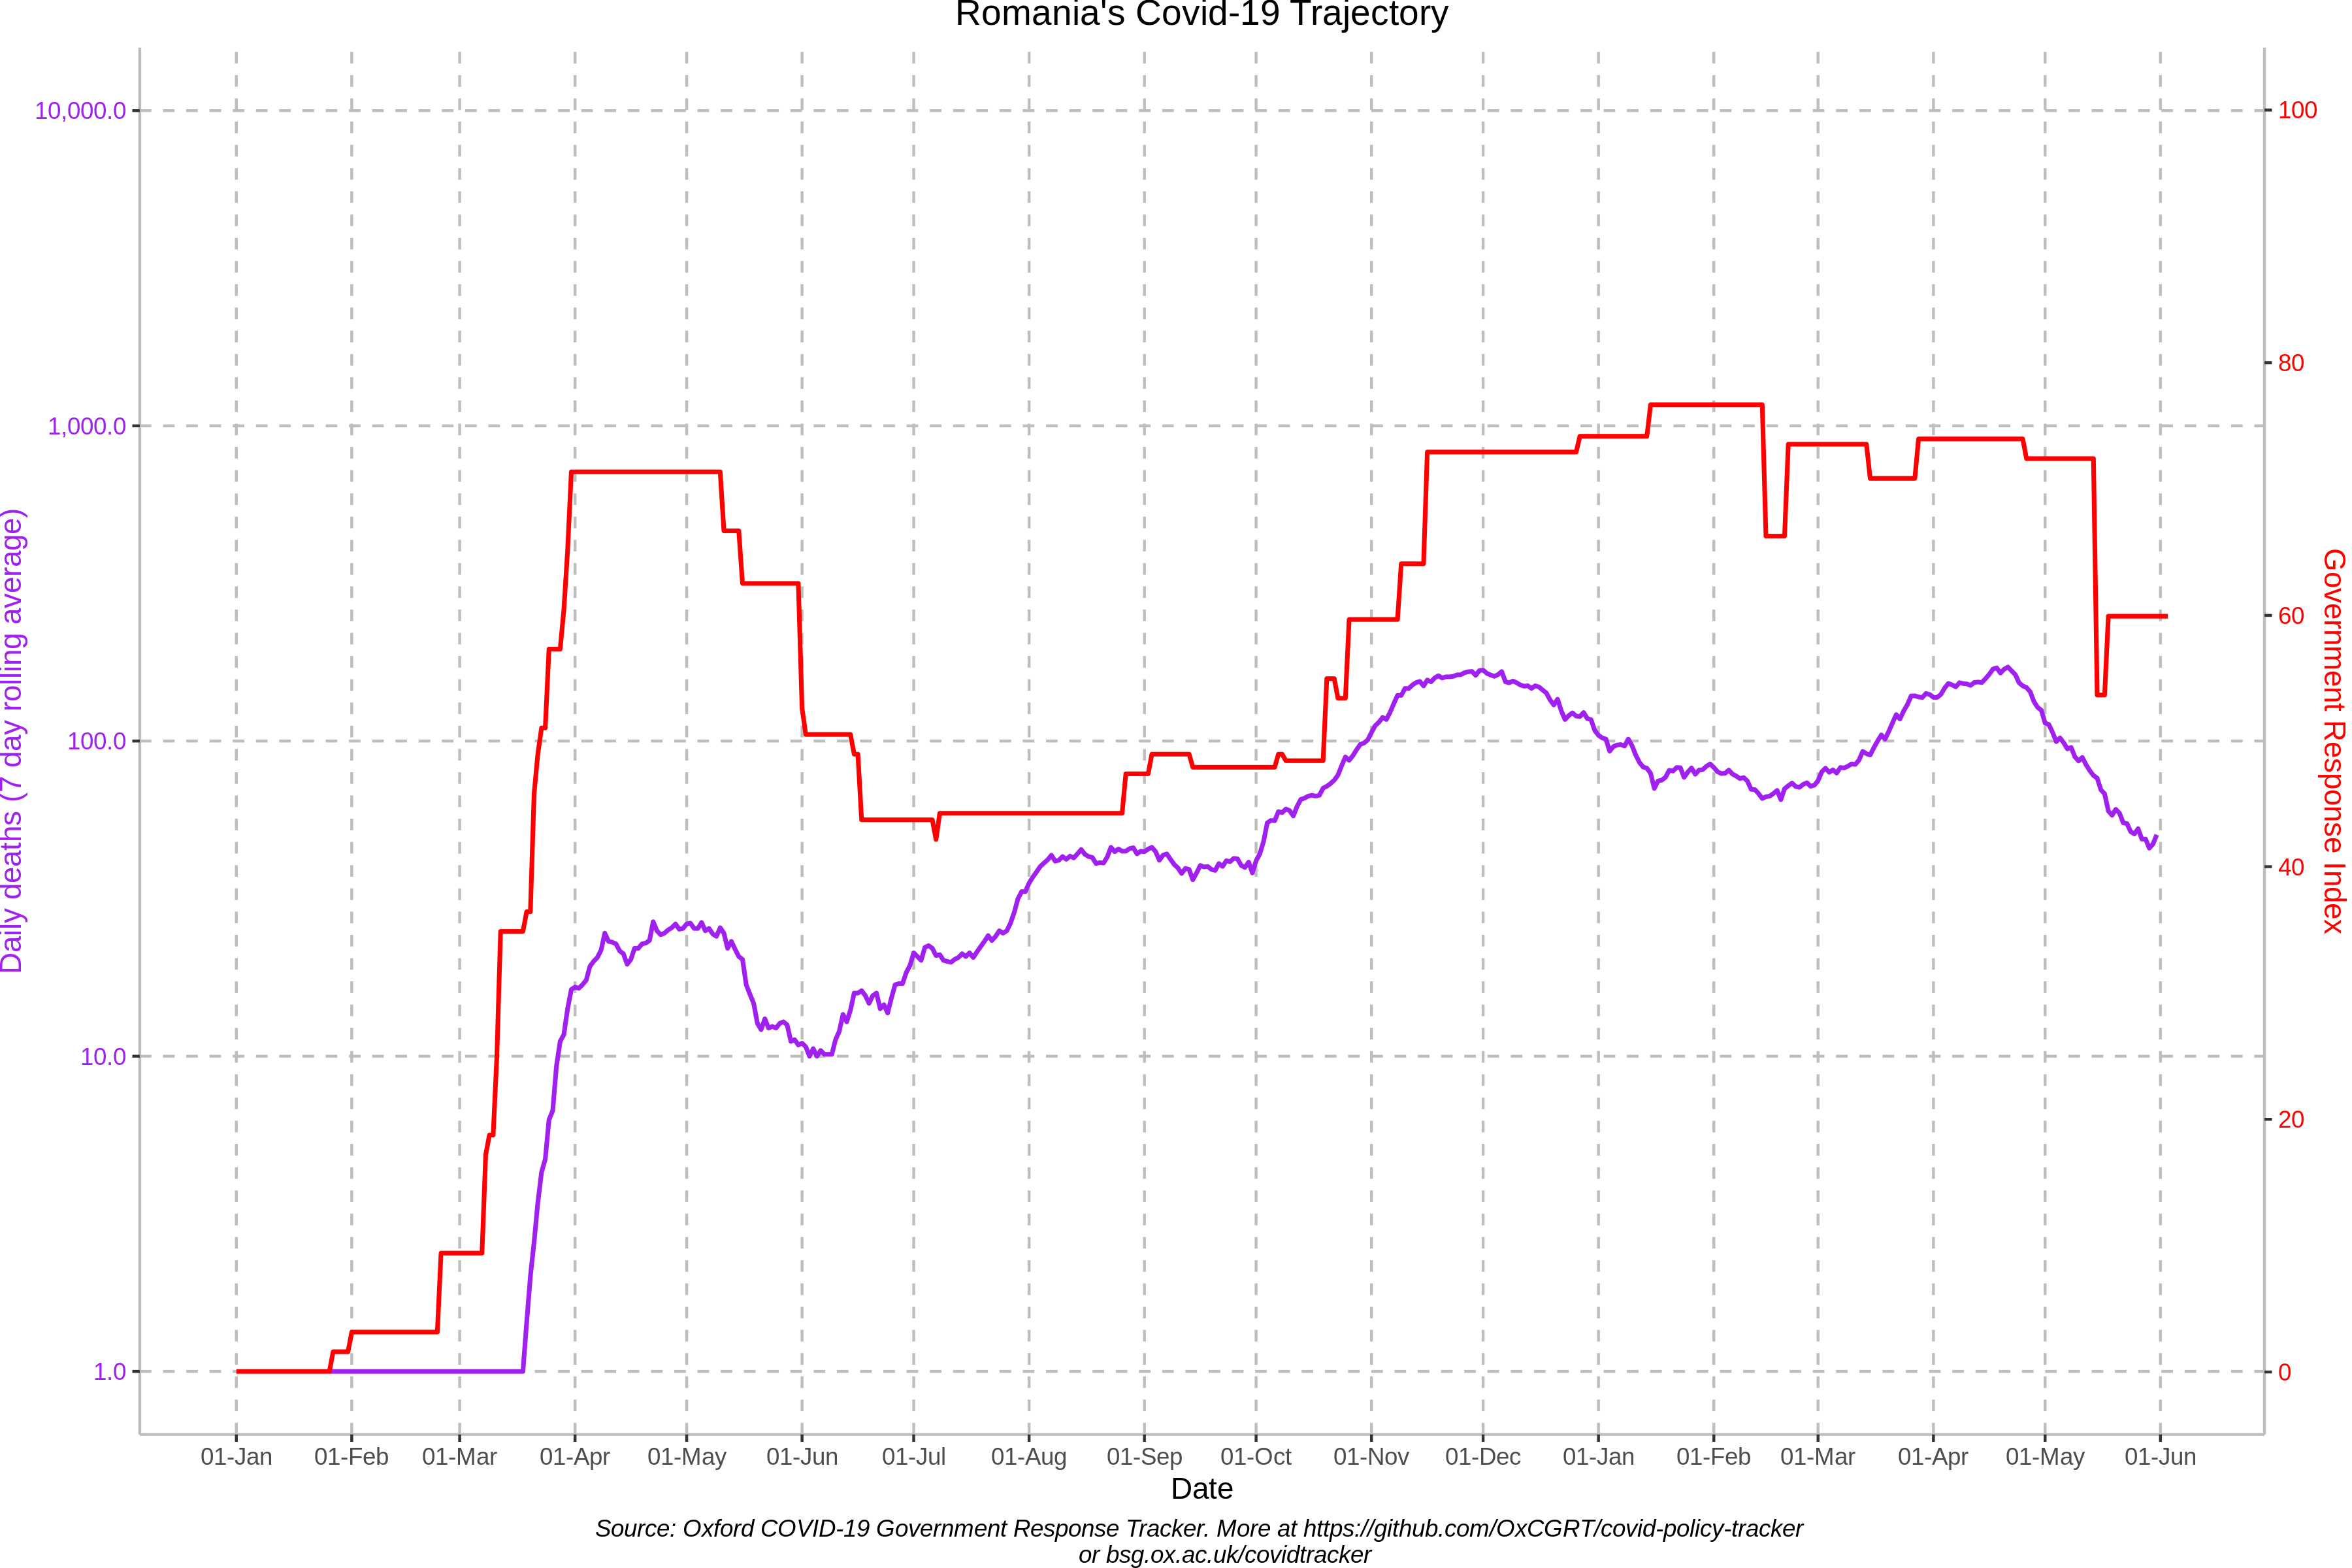 Romania's Covid-19 Trajectory
10,000.0
1,000.0
100.0
10.0
1.0
Daily deaths (7 day rolling average)
100
80
60
40
20
0
Government Response Index
01-Jan 01-Feb 01-Mar 01-Apr 01-May 01-Jun 01-Jul 01-Aug 01-Sep 01-Oct 01-Nov 01-Dec 01-Jan 01-Feb 01-Mar 01-Apr 01-May 01-Jun
Date
Source: Oxford COVID-19 Government Response Tracker. More at https://github.com/OxCGRT/covid-policy-tracker
or bsg.ox.ac.uk/covidtracker